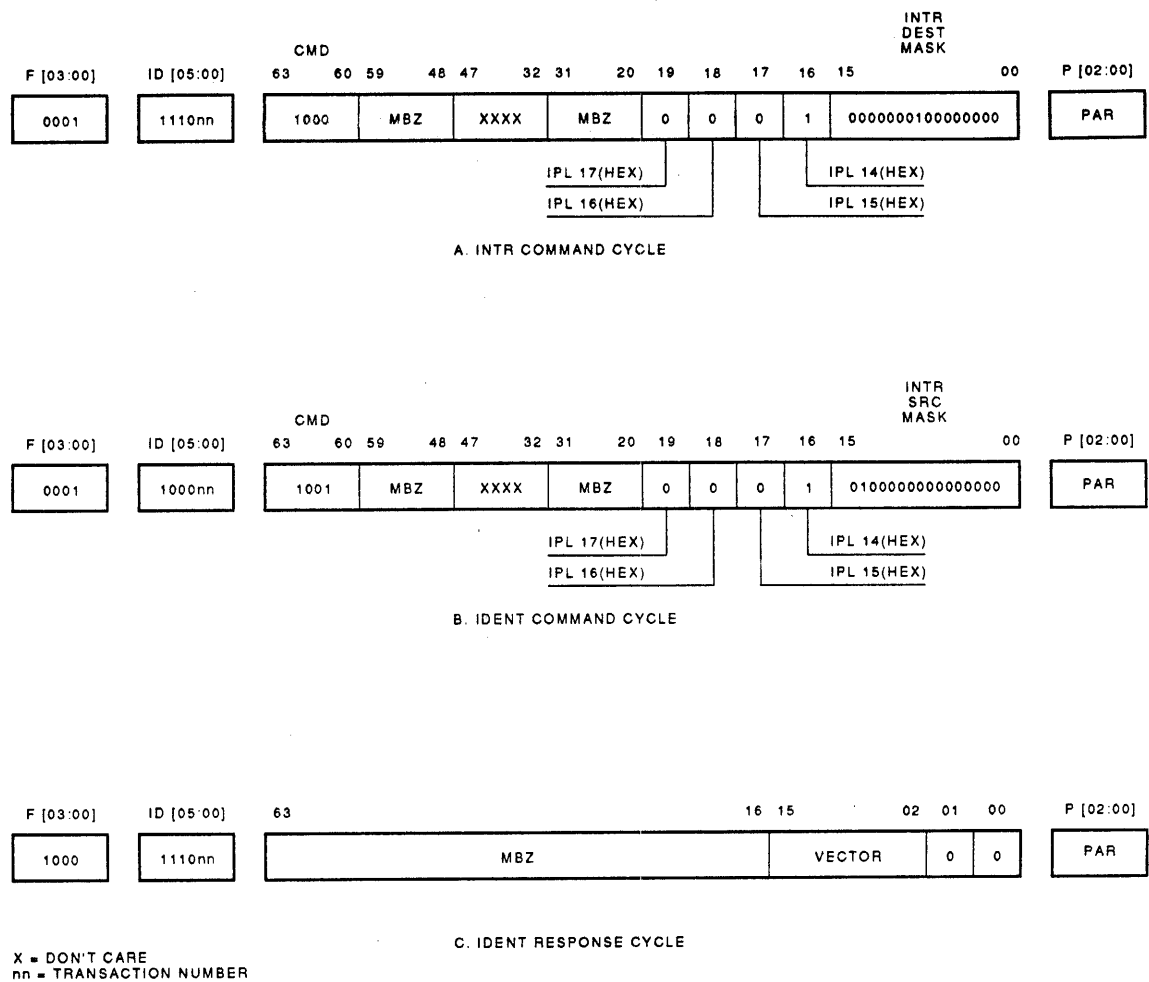 INTR
DEST
MASK
CMD
F [03:00] ID [05:00] 63 60 59 48 47 32 31 20 19 18 17 16 15 00 P [02:00]
0001 1110nn 1000 MBZ XXXX MBZ 0 0 0 1 0000000100000000 PAR
IPL 17(HEX) IPL 14(HEX)
IPL 16(HEX) IPL 15(HEX)
A. INTR COMMAND CYCLE
INTR
SRC
MASK
CMD
F [03:00] ID [05:00] 63 60 59 48 47 32 31 20 19 18 17 16 15 00 P [02:00]
0001 1000nn 1001 MBZ XXXX MBZ 0 0 0 1 0100000000000000 PAR
IPL 17(HEX) IPL 14(HEX)
IPL 16(HEX) IPL 15(HEX)
B. IDENT COMMAND CYCLE
F [03:00] ID [05:00] 63 16 15 02 01 00 P [02:00]
1000 1110nn MBZ VECTOR 0 0 PAR
C. IDENT RESPONSE CYCLE
X = DON'T CARE
nn = TRANSACTION NUMBER